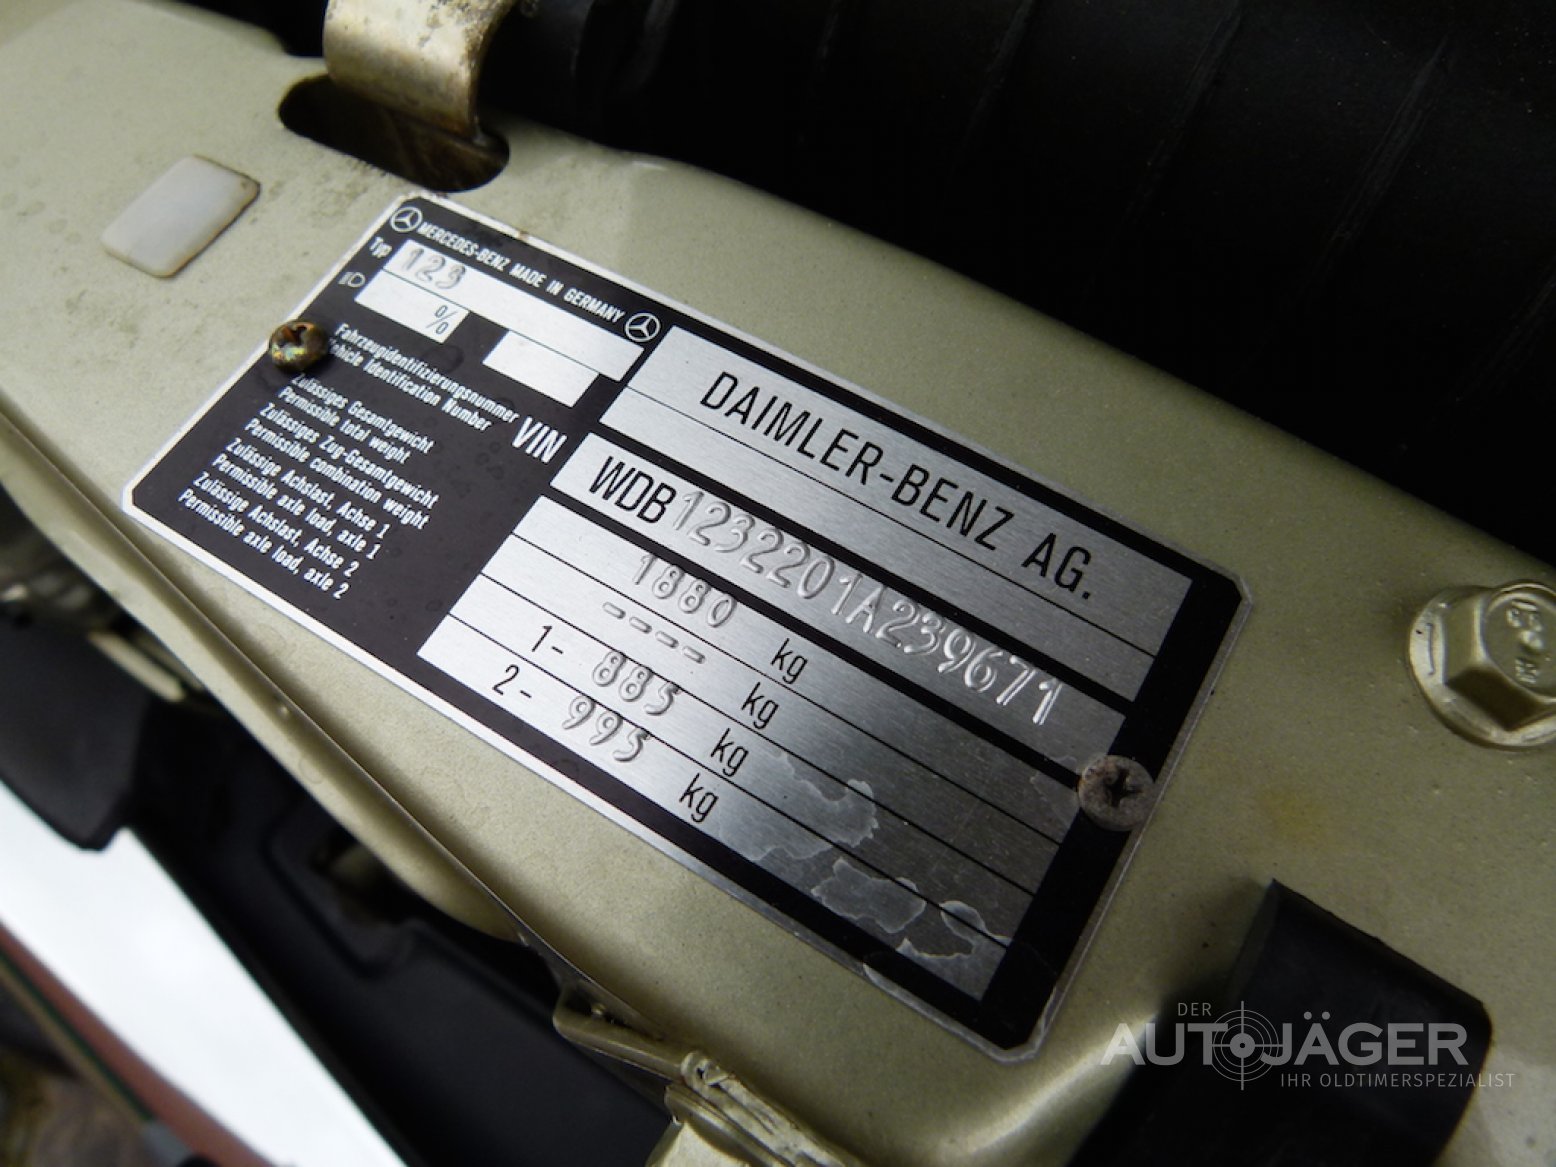 MERCEDES-BENZ MADE IN GERMANY
Typ 123
%
DAIMLER-BENZ AG.
Fahrzeugidentifizierungsnummer
Vehicle Identification Number VIN WDB1232201A239671
Zulässiges Gesamtgewicht
Permissible total weight 1880 kg
Zulässiges Zug-Gesamtgewicht
Permissible combination weight ---- kg
Zulässige Achslast, Achse 1
Permissible axle load, axle 1 1- 885 kg
Zulässige Achslast, Achse 2
Permissible axle load, axle 2 2- 995 kg
DER
AUTOJÄGER
IHR OLDTIMERSPEZIALIST